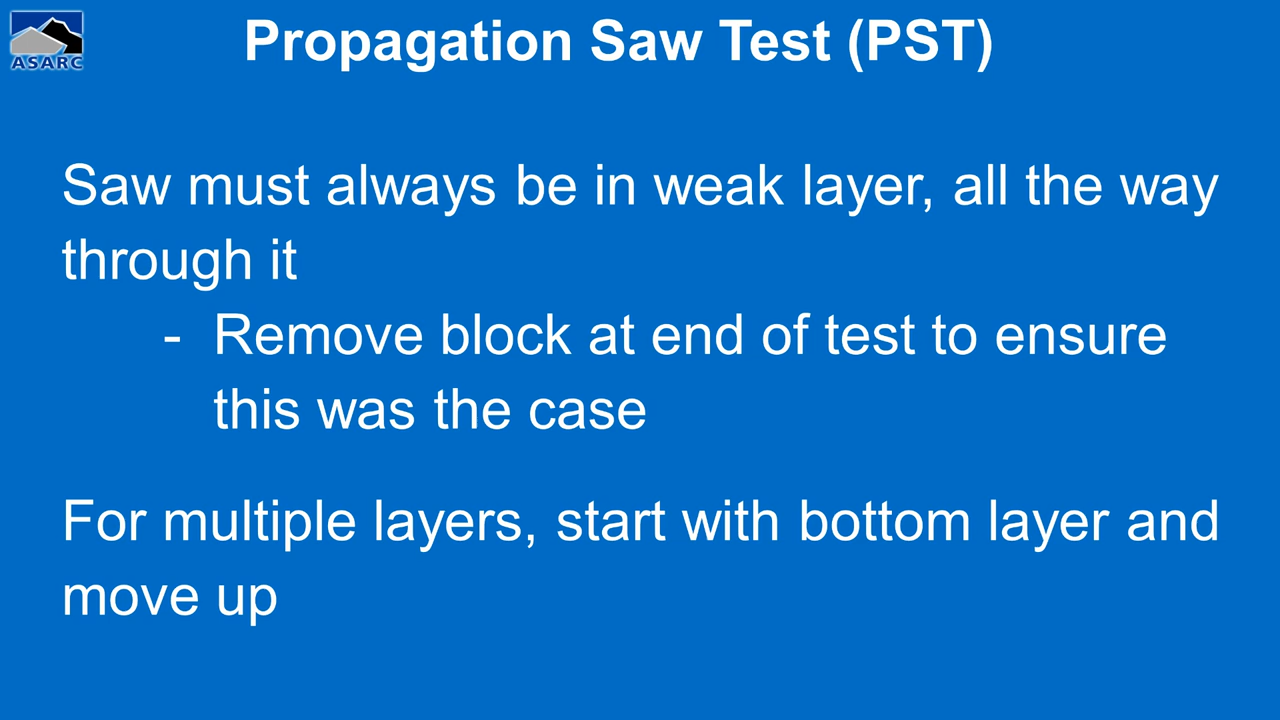 ASARC
Propagation Saw Test (PST)
Saw must always be in weak layer, all the way
through it
- Remove block at end of test to ensure
this was the case
For multiple layers, start with bottom layer and
move up